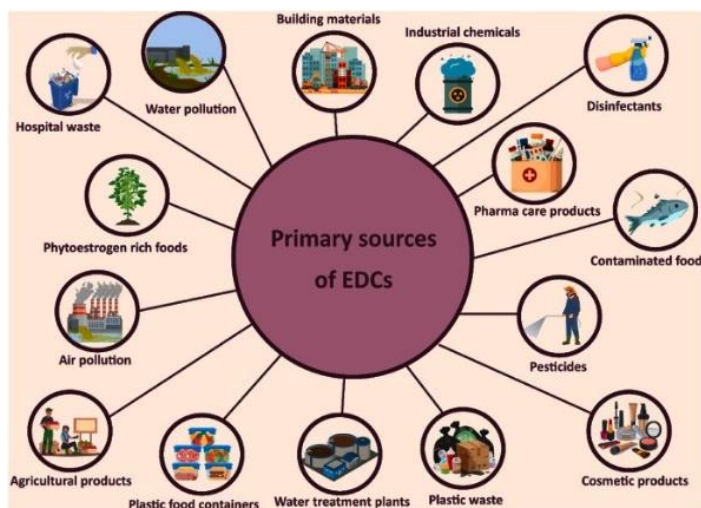 Building materials
Industrial chemicals
Hospital waste
Water pollution
Disinfectants
Pharma care products
Phytoestrogen rich foods
Primary sources
of EDCs
Contaminated food
Air pollution
Pesticides
Agricultural products
Plastic food containers
Water treatment plants
Plastic waste
Cosmetic products